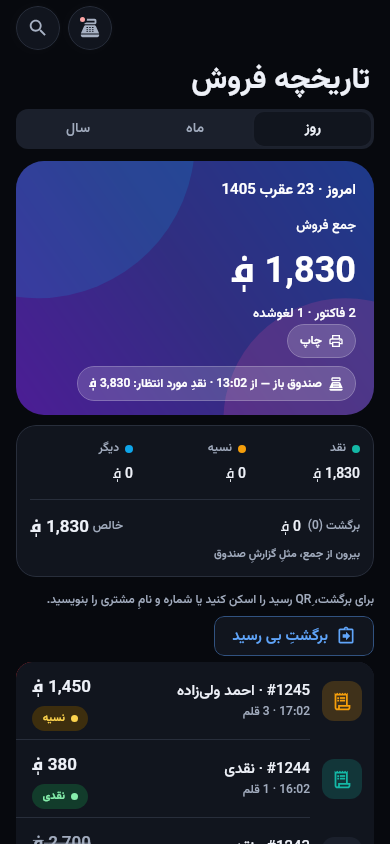 تاریخچه فروش
روز
ماه
سال
امروز · 23 عقرب 1405
جمع فروش
1,830 ؋
2 فاکتور · 1 لغوشده
چاپ
صندوق باز — از 13:02 · نقدِ مورد انتظار: 3,830 ؋
نقد
نسیه
دیگر
1,830 ؋
0 ؋
0 ؋
برگشت (0) 0 ؋
خالص 1,830 ؋
بیرون از جمع، مثلِ گزارشِ صندوق
برای برگشت، QR رسید را اسکن کنید یا شماره و نامِ مشتری را بنویسید.
برگشتِ بی رسید
#1245 · احمد ولی‌زاده
1,450 ؋
17:02 · 3 قلم
نسیه
#1244 · نقدی
380 ؋
16:02 · 1 قلم
نقدی
2,700 ؋